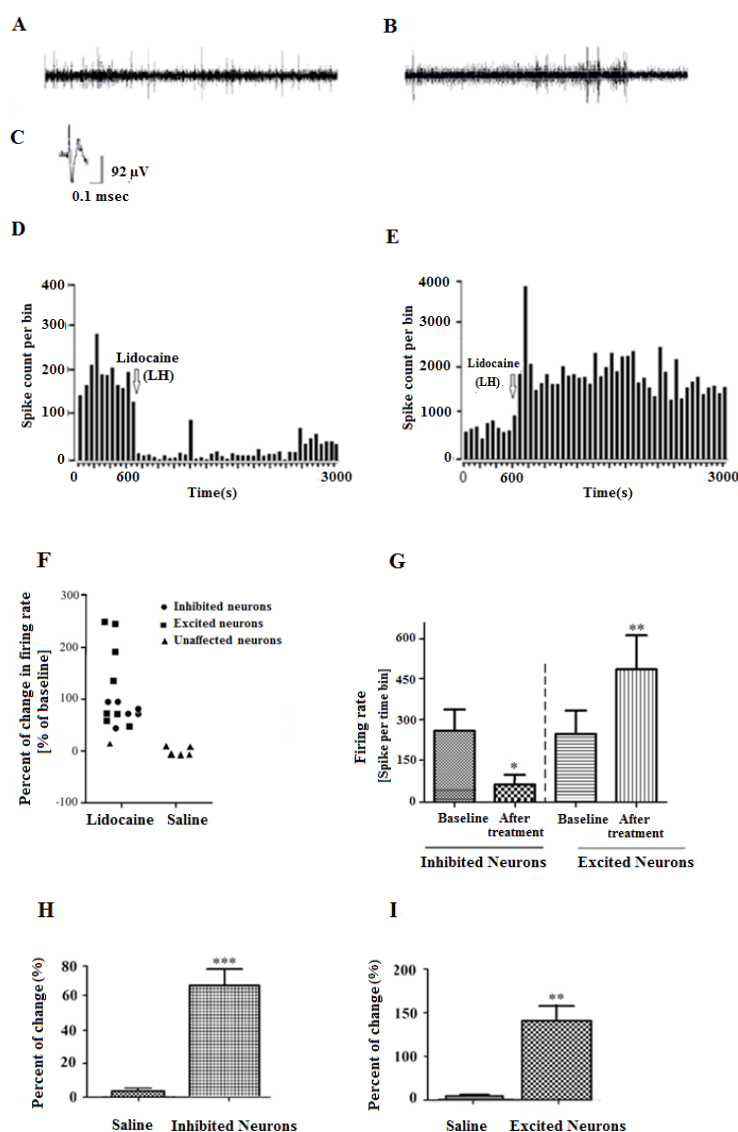 A
B
C
92 µV
0.1 msec
D
E
Spike count per bin
400
300
200
100
0
Lidocaine
(LH)
0
600
3000
Time(s)
Spike count per bin
4000
3000
2000
1000
0
Lidocaine
(LH)
0
600
3000
Time(s)
F
Percent of change in firing rate
[% of baseline]
300
200
100
0
-100
Inhibited neurons
Excited neurons
Unaffected neurons
Lidocaine
Saline
G
Firing rate
[Spike per time bin]
600
450
300
150
0
*
**
Baseline
After
treatment
Baseline
After
treatment
Inhibited Neurons
Excited Neurons
H
Percent of change (%)
80
60
40
20
0
***
Saline
Inhibited Neurons
I
Percent of change (%)
200
150
100
0
**
Saline
Excited Neurons